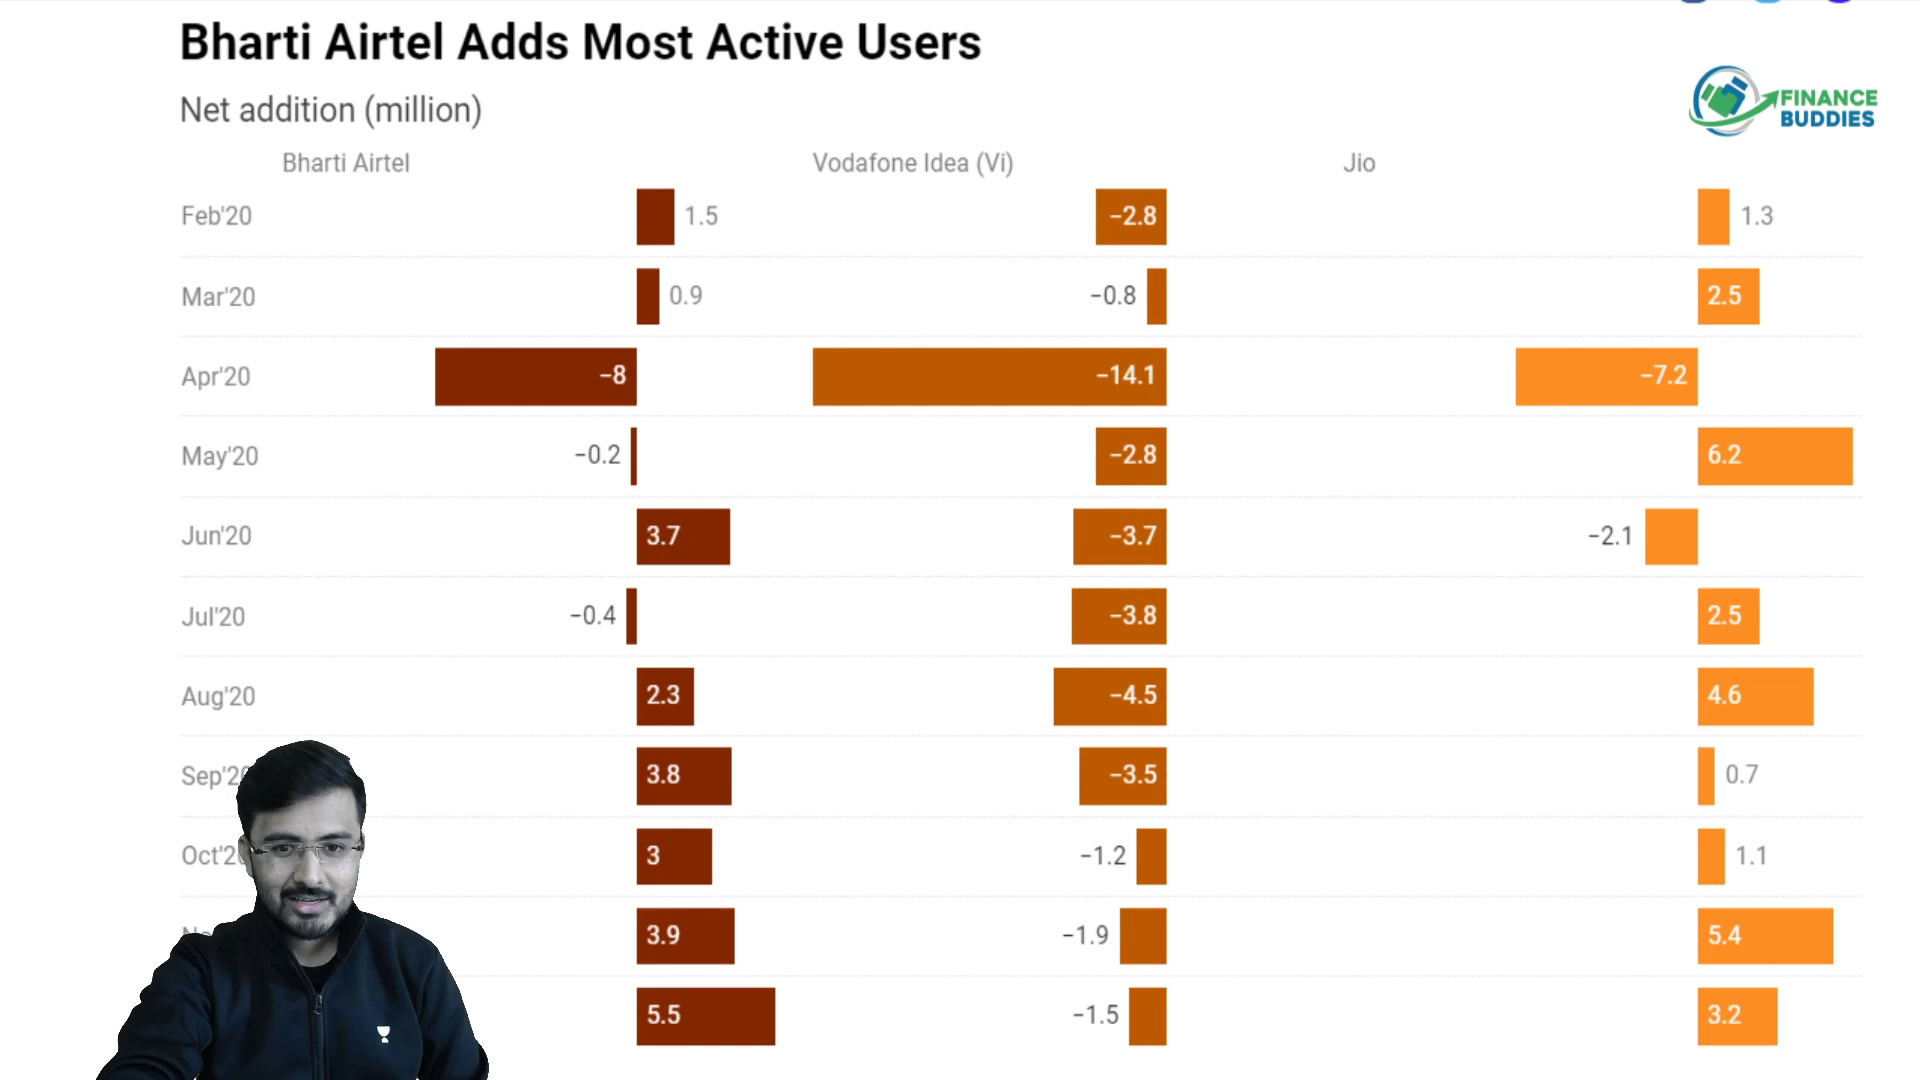 Bharti Airtel Adds Most Active Users
Net addition (million)
FINANCE
BUDDIES
Bharti Airtel Vodafone Idea (Vi) Jio
Feb'20 1.5 −2.8 1.3
Mar'20 0.9 −0.8 2.5
Apr'20 −8 −14.1 −7.2
May'20 −0.2 −2.8 6.2
Jun'20 3.7 −3.7 −2.1
Jul'20 −0.4 −3.8 2.5
Aug'20 2.3 −4.5 4.6
Sep'20 3.8 −3.5 0.7
Oct'20 3 −1.2 1.1
3.9 −1.9 5.4
5.5 −1.5 3.2